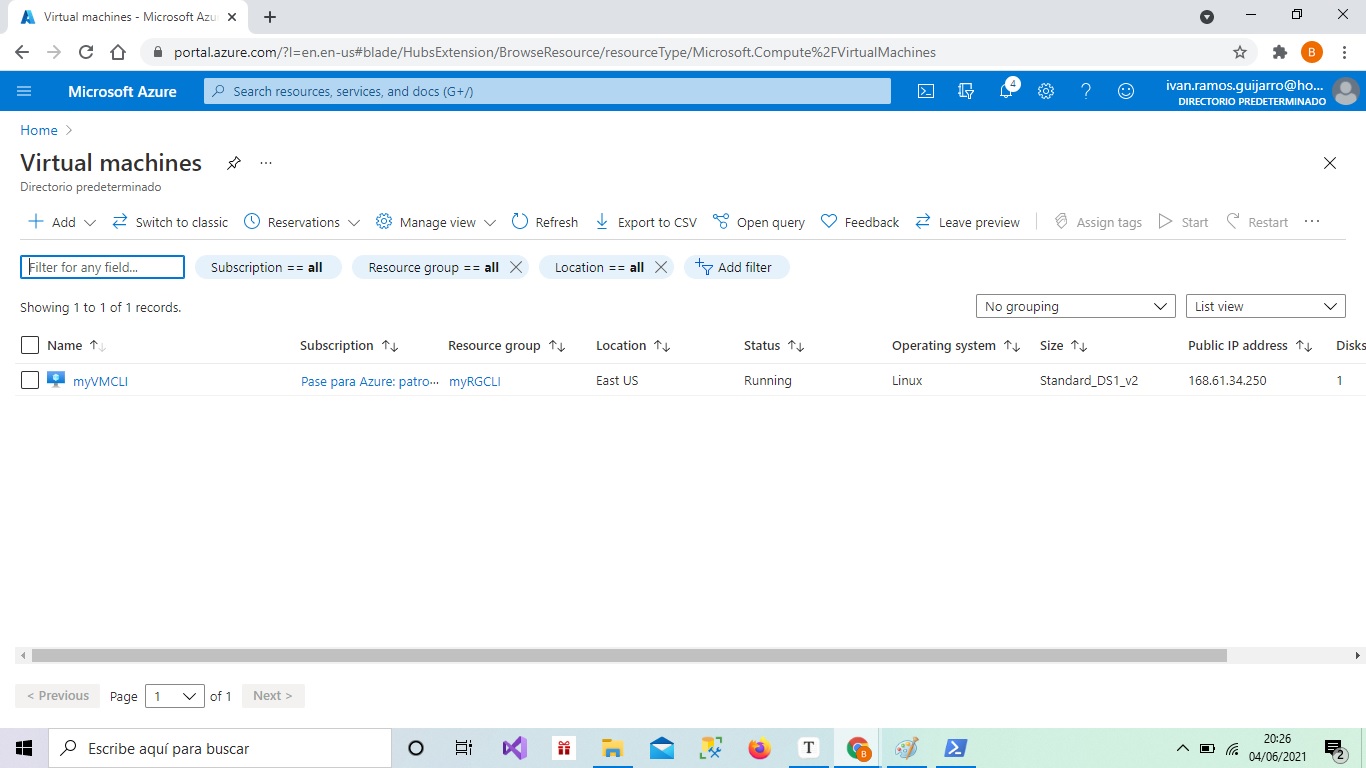 Virtual machines - Microsoft Azu
portal.azure.com/?l=en.en-us#blade/HubsExtension/BrowseResource/resourceType/Microsoft.Compute%2FVirtualMachines
B
Microsoft Azure
Search resources, services, and docs (G+/)
4
ivan.ramos.guijarro@ho...
DIRECTORIO PREDETERMINADO
Home
Virtual machines
Directorio predeterminado
Add Switch to classic Reservations Manage view Refresh Export to CSV Open query Feedback Leave preview Assign tags Start Restart
Filter for any field... Subscription == all Resource group == all Location == all Add filter
Showing 1 to 1 of 1 records. No grouping List view
Name Subscription Resource group Location Status Operating system Size Public IP address Disks
myVMCLI Pase para Azure: patro··· myRGCLI East US Running Linux Standard_DS1_v2 168.61.34.250 1
< Previous Page 1 of 1 Next >
Escribe aquí para buscar
T
B
20:26
04/06/2021
2